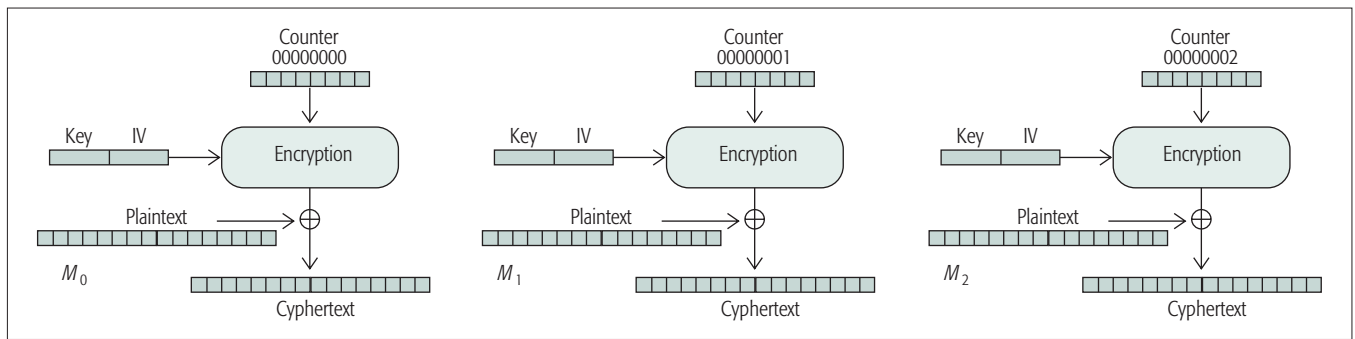 Counter
00000000
Key IV
Encryption
Plaintext
M0
Cyphertext
Counter
00000001
Key IV
Encryption
Plaintext
M1
Cyphertext
Counter
00000002
Key IV
Encryption
Plaintext
M2
Cyphertext